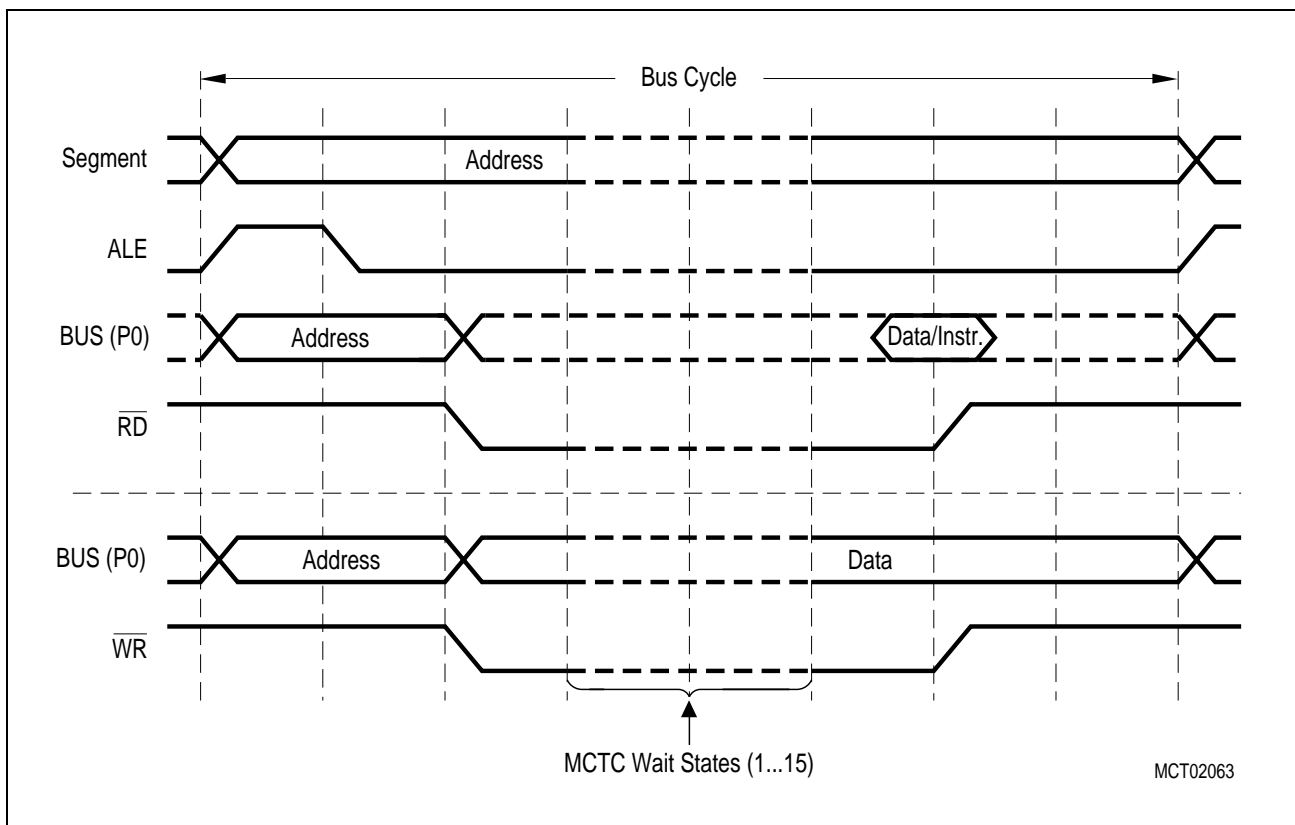 Bus Cycle
Segment
Address
ALE
BUS (P0)
Address
Data/Instr.
RD
BUS (P0)
Address
Data
WR
MCTC Wait States (1...15)
MCT02063